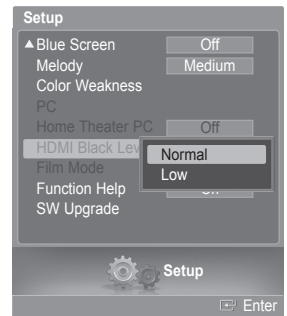 Setup
▲Blue Screen Off
Melody Medium
Color Weakness
PC
Home Theater PC Off
HDMI Black Lev
Normal
Low
Film Mode
Function Help
SW Upgrade
Setup
Enter